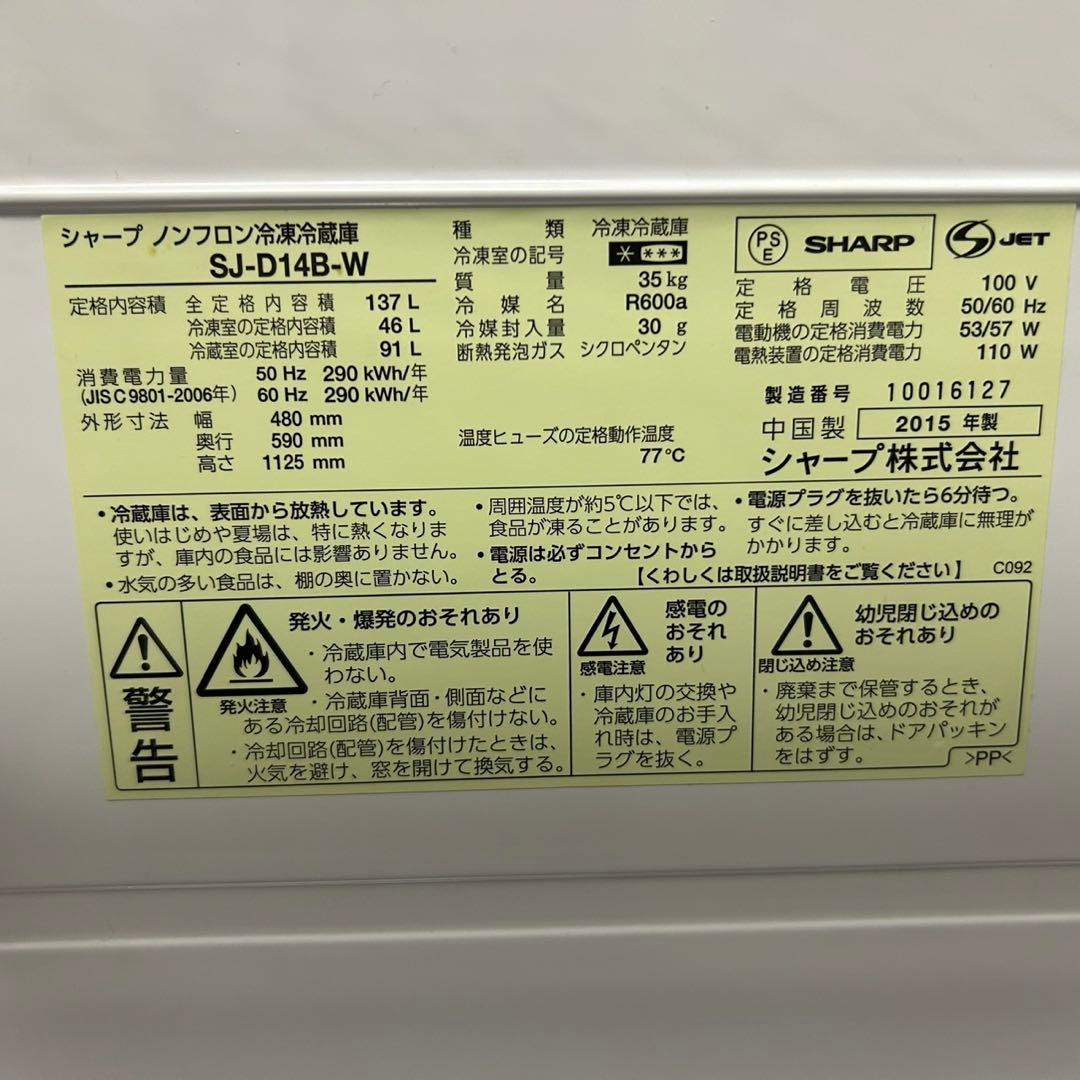 シャープ ノンフロン冷凍冷蔵庫
SJ-D14B-W
定格内容積 全定格内容積 137 L
冷凍室の定格内容積 46 L
冷蔵室の定格内容積 91 L
消費電力量 50 Hz 290 kWh/年
(JIS C 9801-2006年) 60 Hz 290 kWh/年
外形寸法 幅 480 mm
奥行 590 mm
高さ 1125 mm
種類 冷凍冷蔵庫
冷凍室の記号 * ***
質量 35 kg
冷媒名 R600a
冷媒封入量 30 g
断熱発泡ガス シクロペンタン
温度ヒューズの定格動作温度
77℃
PS
E
SHARP
S JET
定格電圧 100 V
定格周波数 50/60 Hz
電動機の定格消費電力 53/57 W
電熱装置の定格消費電力 110 W
製造番号 10016127
中国製 2015 年製
シャープ株式会社
・冷蔵庫は、表面から放熱しています。
使いはじめや夏場は、特に熱くなりま
すが、庫内の食品には影響ありません。
・水気の多い食品は、棚の奥に置かない。
・周囲温度が約5℃以下では、
食品が凍ることがあります。
・電源は必ずコンセントから
とる。
・電源プラグを抜いたら6分待つ。
すぐに差し込むと冷蔵庫に無理が
かかります。
【くわしくは取扱説明書をご覧ください】 C092
警告
発火・爆発のおそれあり
発火注意
・冷蔵庫内で電気製品を使
わない。
・冷蔵庫背面・側面などに
ある冷却回路(配管)を傷付けない。
・冷却回路(配管)を傷付けたときは、
火気を避け、窓を開けて換気する。
感電の
おそれ
あり
感電注意
・庫内灯の交換や
冷蔵庫のお手入
れ時は、電源プ
ラグを抜く。
幼児閉じ込めの
おそれあり
閉じ込め注意
・廃棄まで保管するとき、
幼児閉じ込めのおそれが
ある場合は、ドアパッキン
をはずす。
>PP<